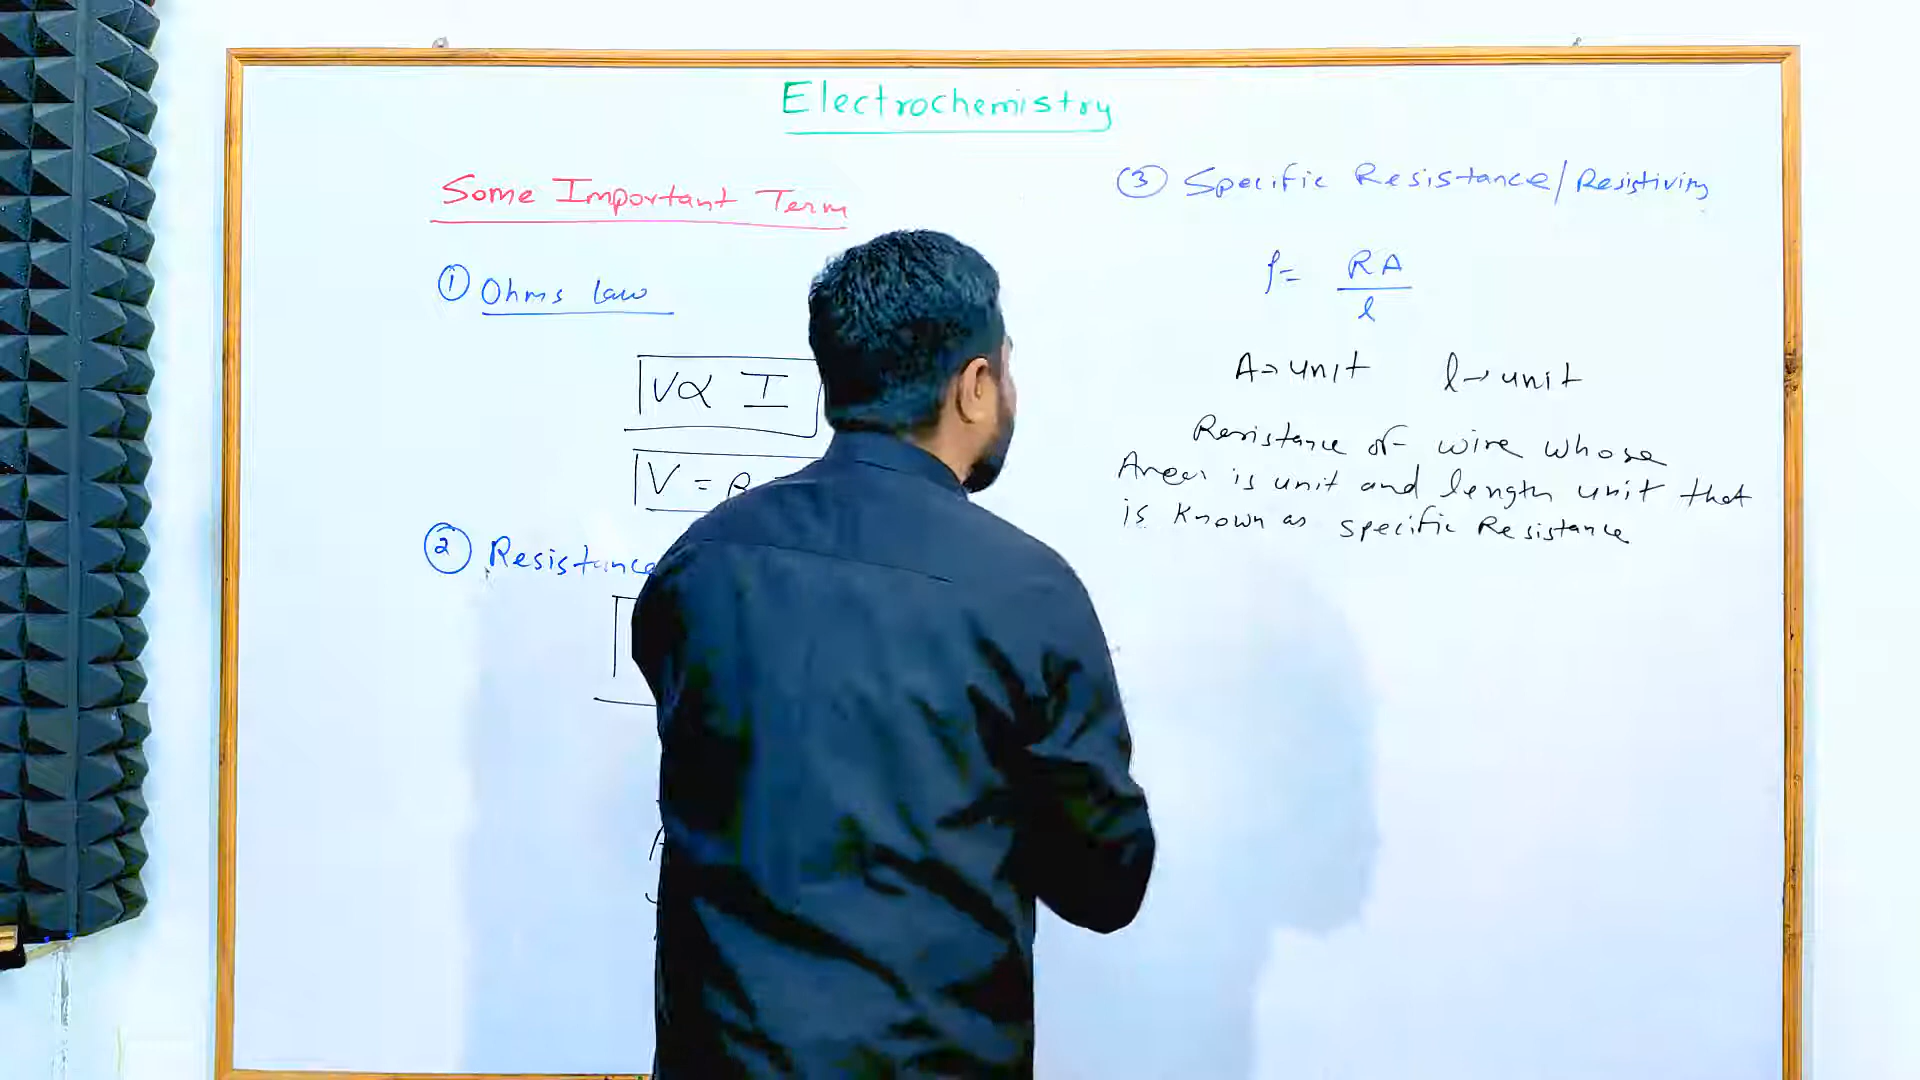 Electrochemistry
Some Important Term
① Ohms law
V ∝ I
V = R
② Resistance
③ Specific Resistance/Resistivity
ρ = RA
l
A → unit l → unit
Resistance of wire whose
Area is unit and length unit that
is known as specific Resistance